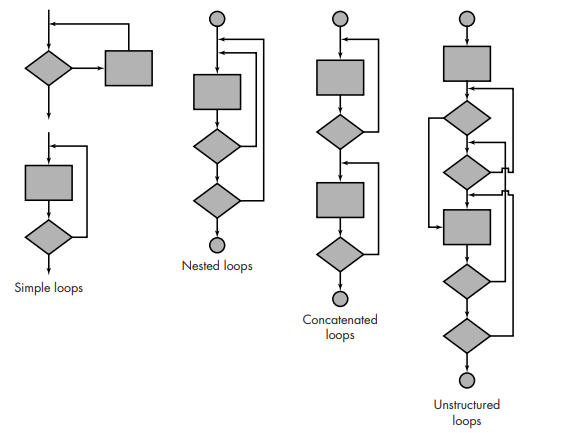 Simple loops
Nested loops
Concatenated
loops
Unstructured
loops